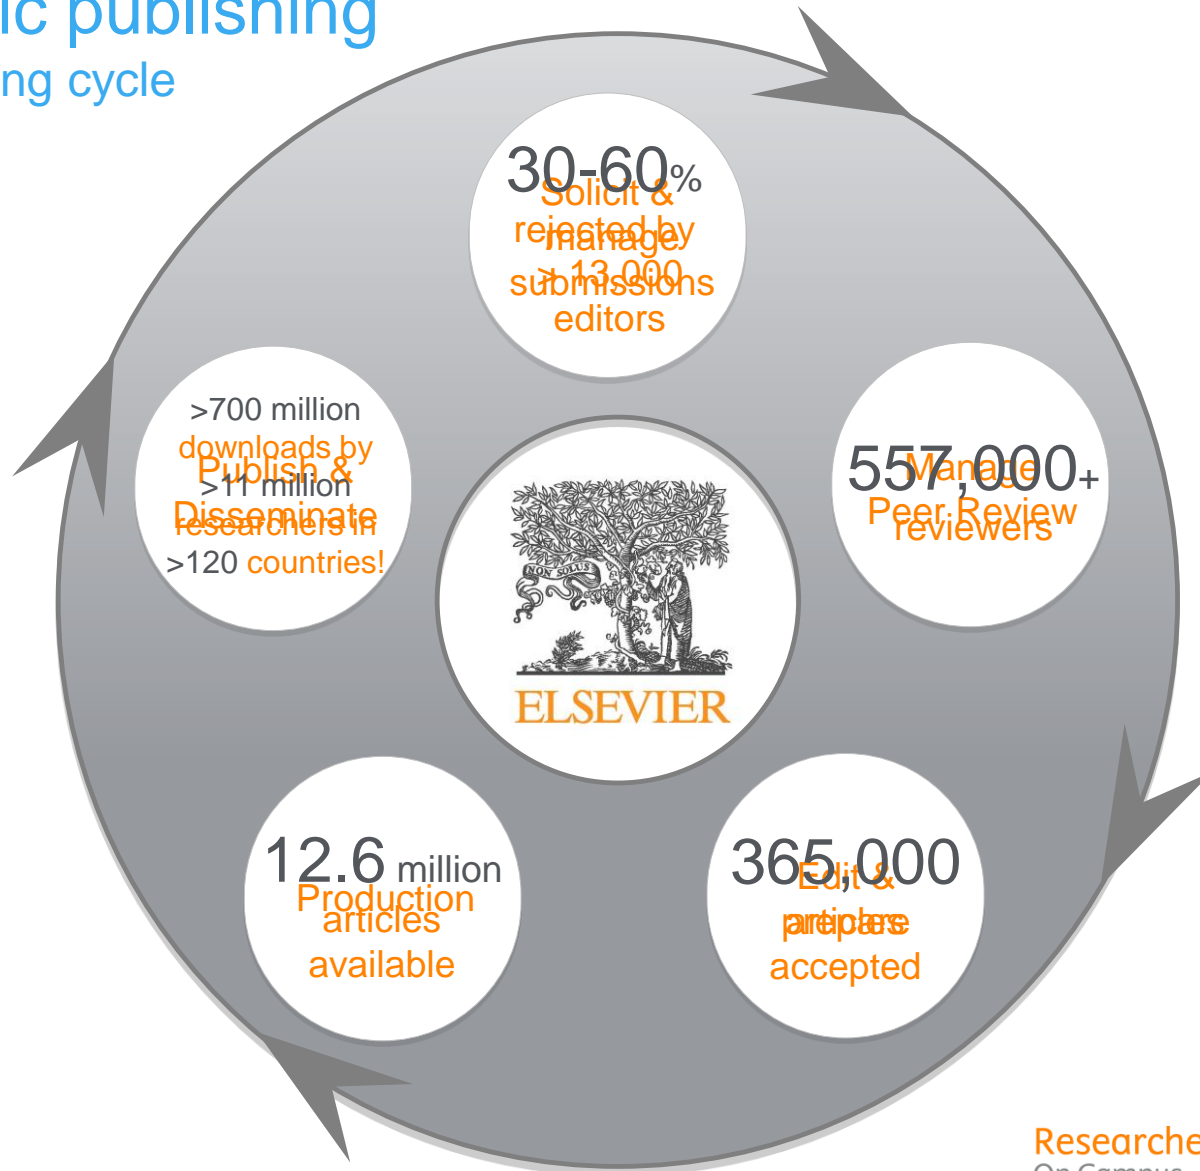 ic publishing
ng cycle
30-60%
rejected by
> 13,000
editors
Solicit &
manage
submissions
557,000+
reviewers
Manage
Peer Review
365,000
articles
accepted
Edit &
prepare
12.6 million
articles
available
Production
>700 million
downloads by
>11 million
researchers in
>120 countries!
Publish &
Disseminate
NON SOLUS
ELSEVIER
Researche
On Campus